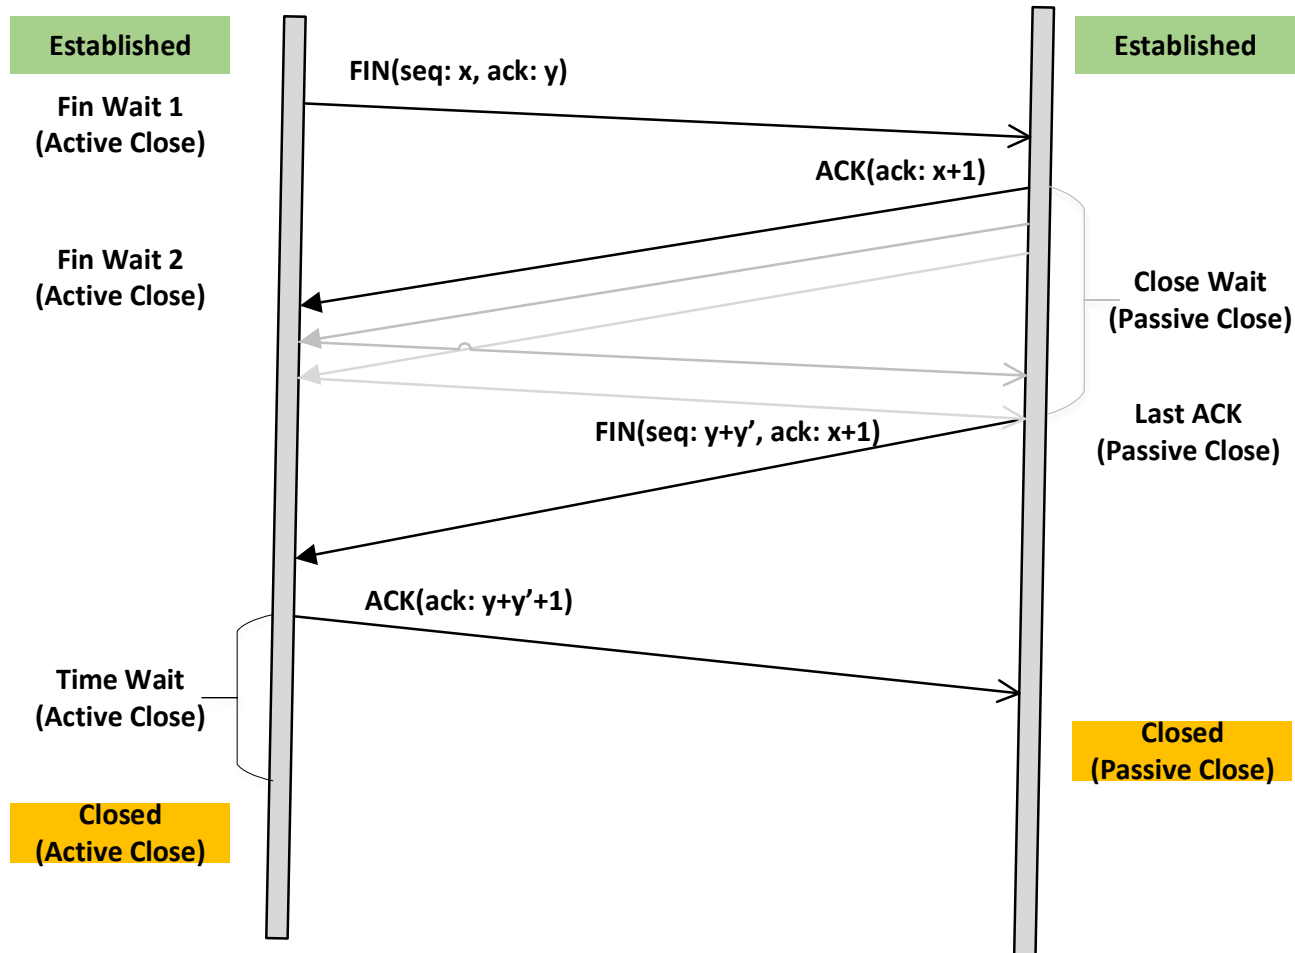 Established
Established
FIN(seq: x, ack: y)
Fin Wait 1
(Active Close)
ACK(ack: x+1)
Fin Wait 2
(Active Close)
Close Wait
(Passive Close)
Last ACK
(Passive Close)
FIN(seq: y+y’, ack: x+1)
ACK(ack: y+y’+1)
Time Wait
(Active Close)
Closed
(Passive Close)
Closed
(Active Close)